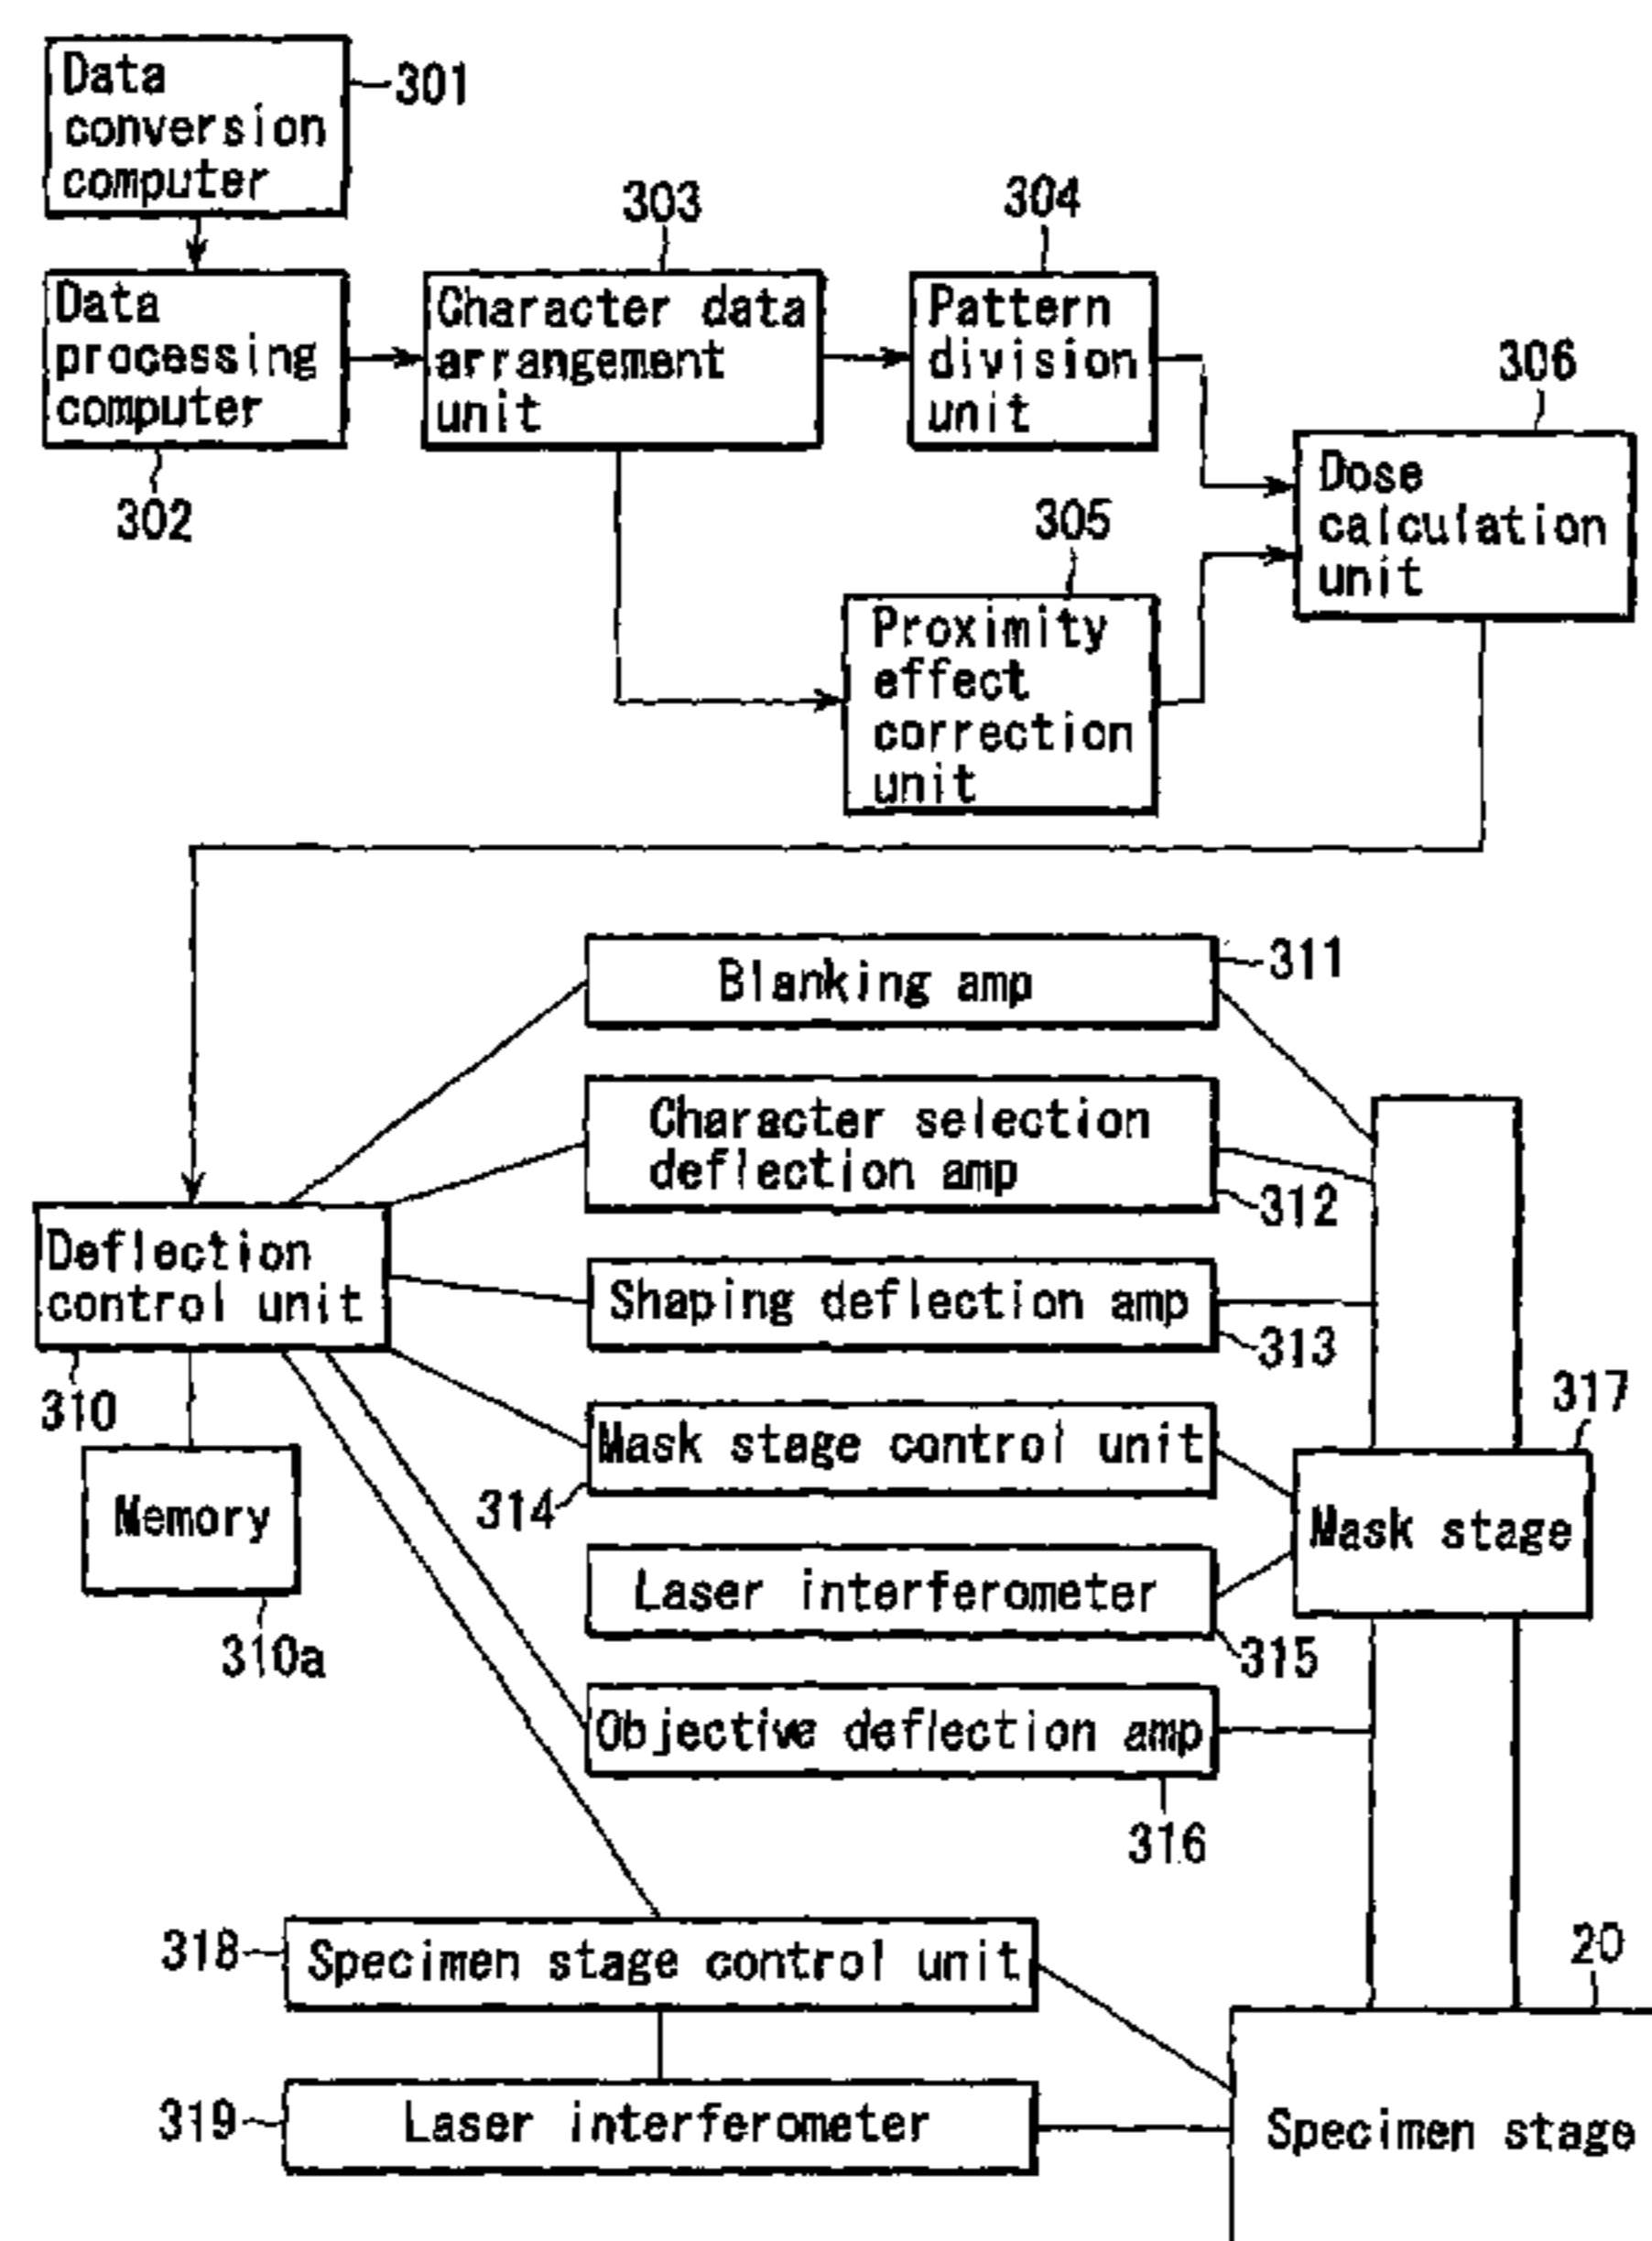 Data
conversion
computer
301
Data
processing
computer
302
303
Character data
arrangement
unit
304
Pattern
division
unit
305
Proximity
effect
correction
unit
306
Dose
calculation
unit
Blanking amp
311
Character selection
deflection amp
312
Deflection
control unit
310
Shaping deflection amp
313
Mask stage control unit
314
317
Mask stage
Memory
310a
Laser interferometer
315
Objective deflection amp
316
318
Specimen stage control unit
20
319
Laser interferometer
Specimen stage